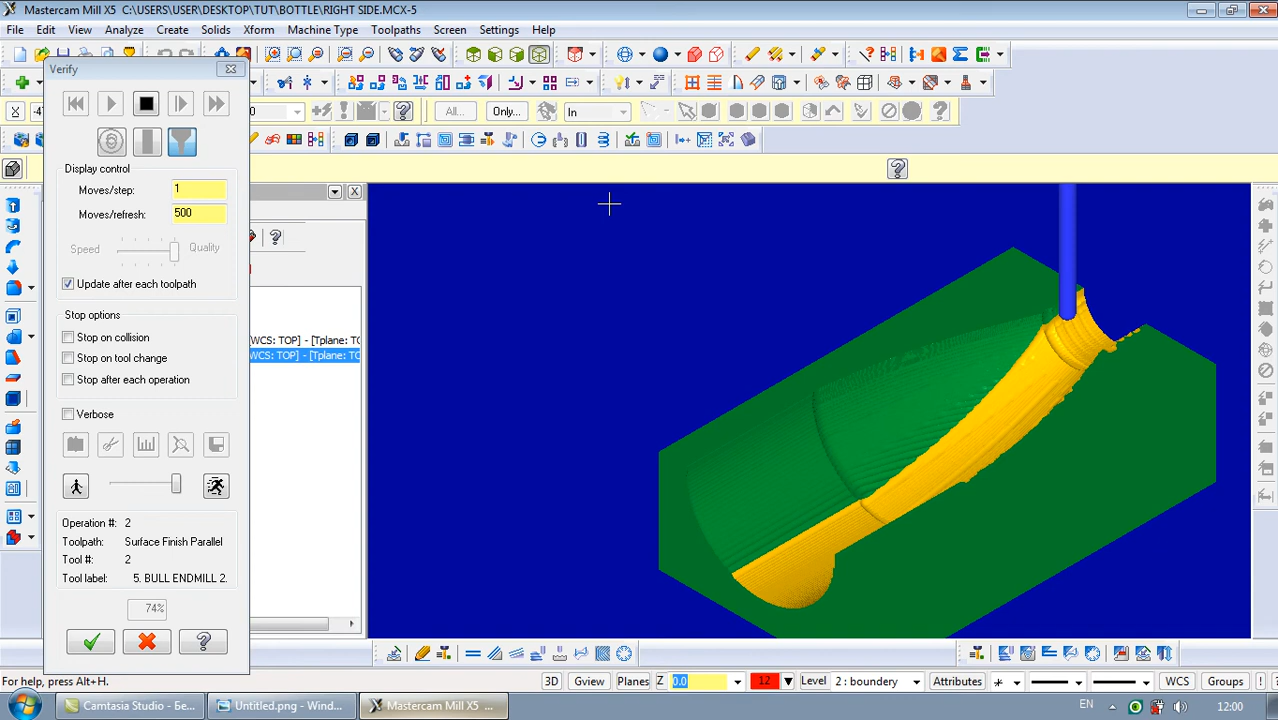 Mastercam Mill X5 C:\USERS\USER\DESKTOP\TUT\BOTTLE\RIGHT SIDE.MCX-5
File Edit View Analyze Create Solids Xform Machine Type Toolpaths Screen Settings Help
Verify
All... Only... In
Display control
Moves/step: 1
Moves/refresh: 500
Speed Quality
Update after each toolpath
Stop options
Stop on collision
[WCS: TOP] - [Tplane: TO
Stop on tool change
[WCS: TOP] - [Tplane: TO
Stop after each operation
Verbose
Operation #: 2
Toolpath: Surface Finish Parallel
Tool #: 2
Tool label: 5. BULL ENDMILL 2.
74%
For help, press Alt+H.
3D Gview Planes Z 0.0 12 Level 2 : boundary Attributes WCS Groups
Camtasia Studio - Бе... Untitled.png - Wind... Mastercam Mill X5 ... EN 12:00